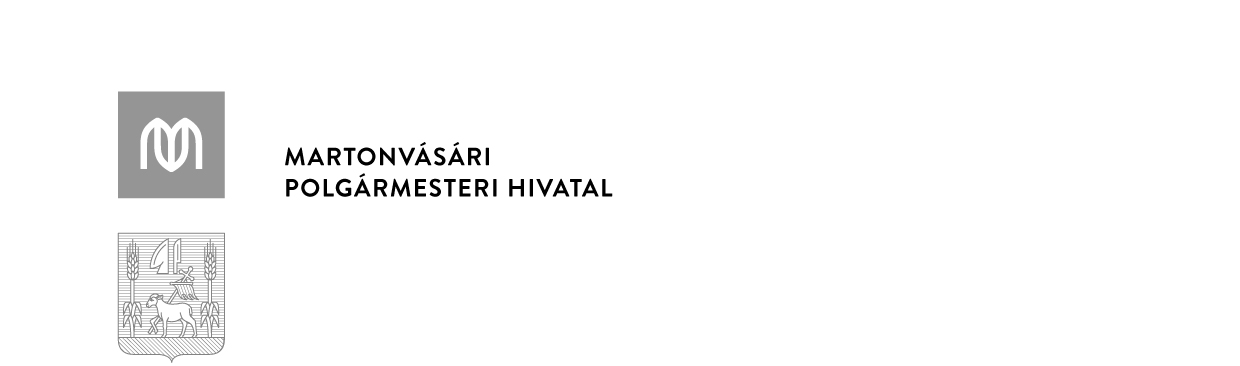 MARTONVÁSÁRI
POLGÁRMESTERI HIVATAL